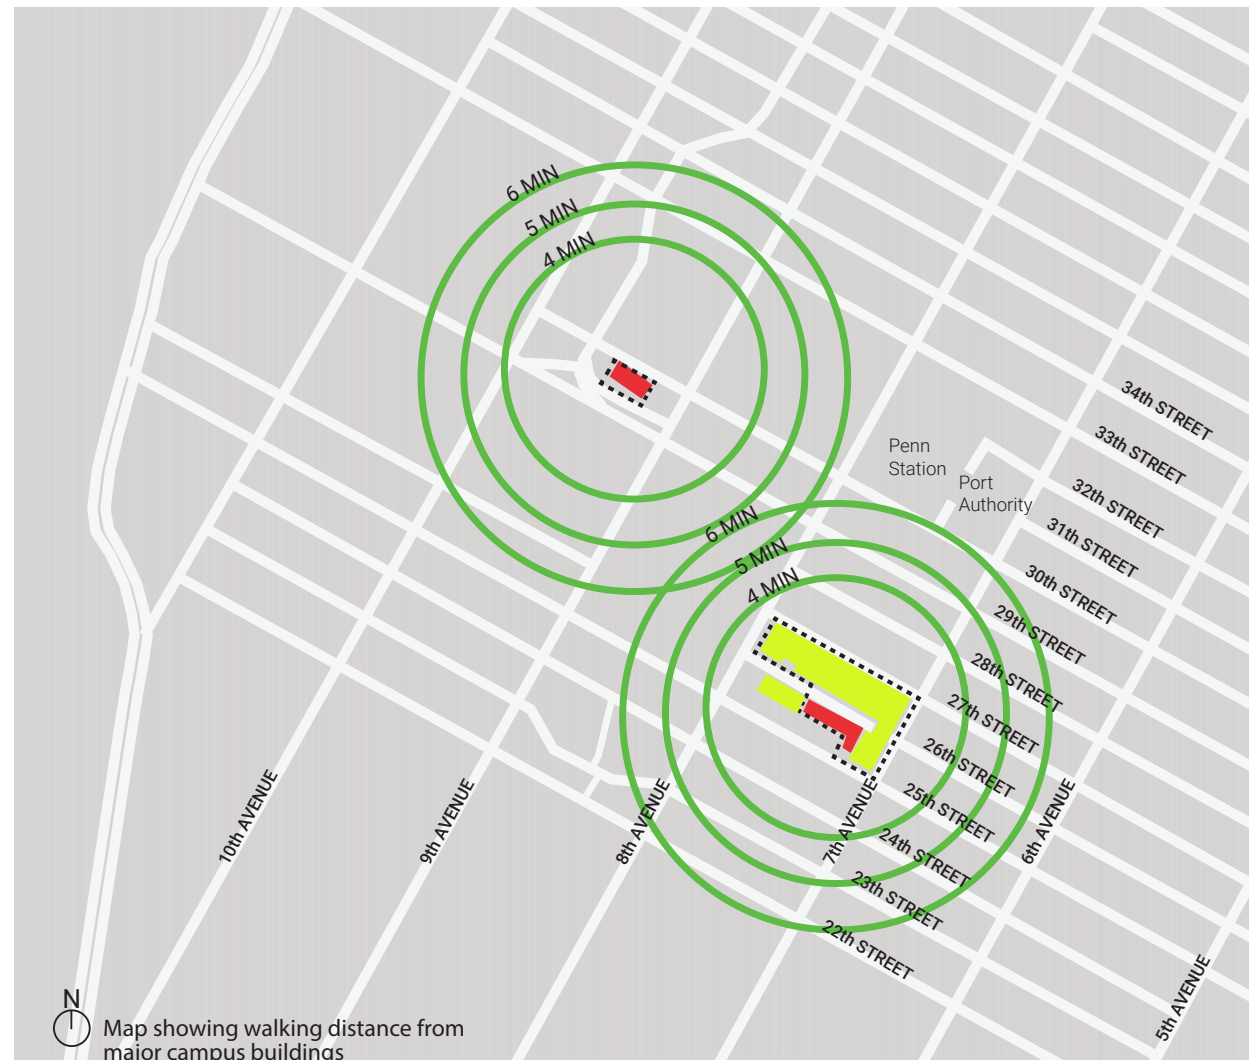 6 MIN
5 MIN
4 MIN
34th STREET
33th STREET
Penn
Station
32th STREET
Port
Authority
31th STREET
6 MIN
30th STREET
5 MIN
4 MIN
29th STREET
28th STREET
27th STREET
26th STREET
25th STREET
10th AVENUE
9th AVENUE
8th AVENUE
7th AVENUE
6th AVENUE
24th STREET
23th STREET
22th STREET
5th AVENUE
N
Map showing walking distance from
major campus buildings